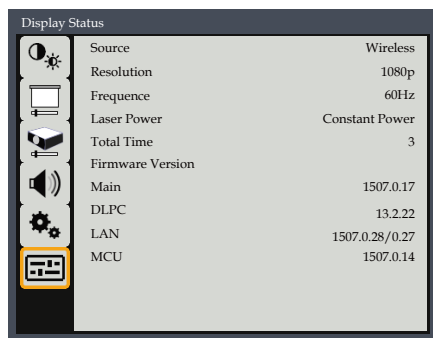 Display Status
Source Wireless
Resolution 1080p
Frequence 60Hz
Laser Power Constant Power
Total Time 3
Firmware Version
Main 1507.0.17
DLPC 13.2.22
LAN 1507.0.28/0.27
MCU 1507.0.14